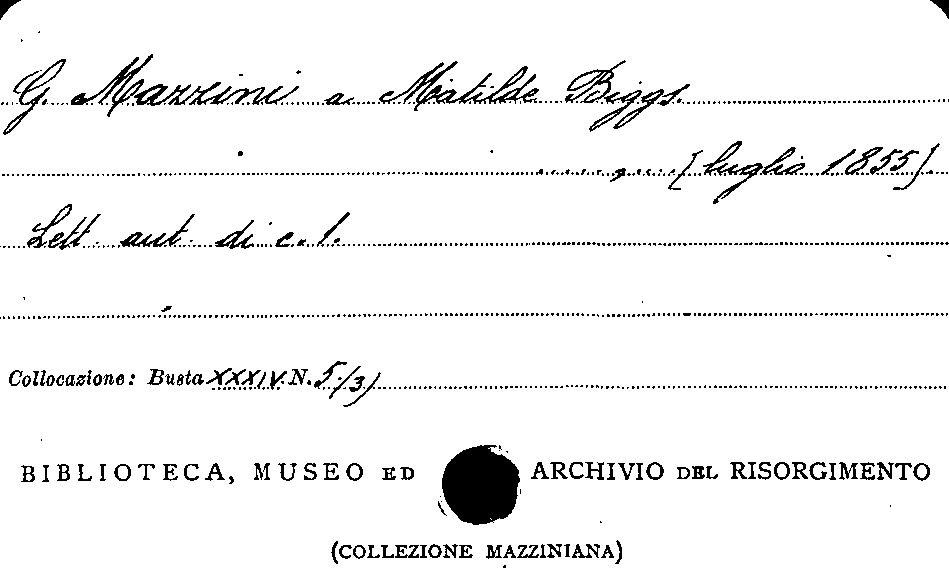 G. Mazzini a Matilde Biggs.
....., ....[luglio 1855].
Lett. aut. di c. 1.
Collocazione: Busta XXXIV. N. 5/3)
BIBLIOTECA, MUSEO ED ARCHIVIO DEL RISORGIMENTO
(COLLEZIONE MAZZINIANA)